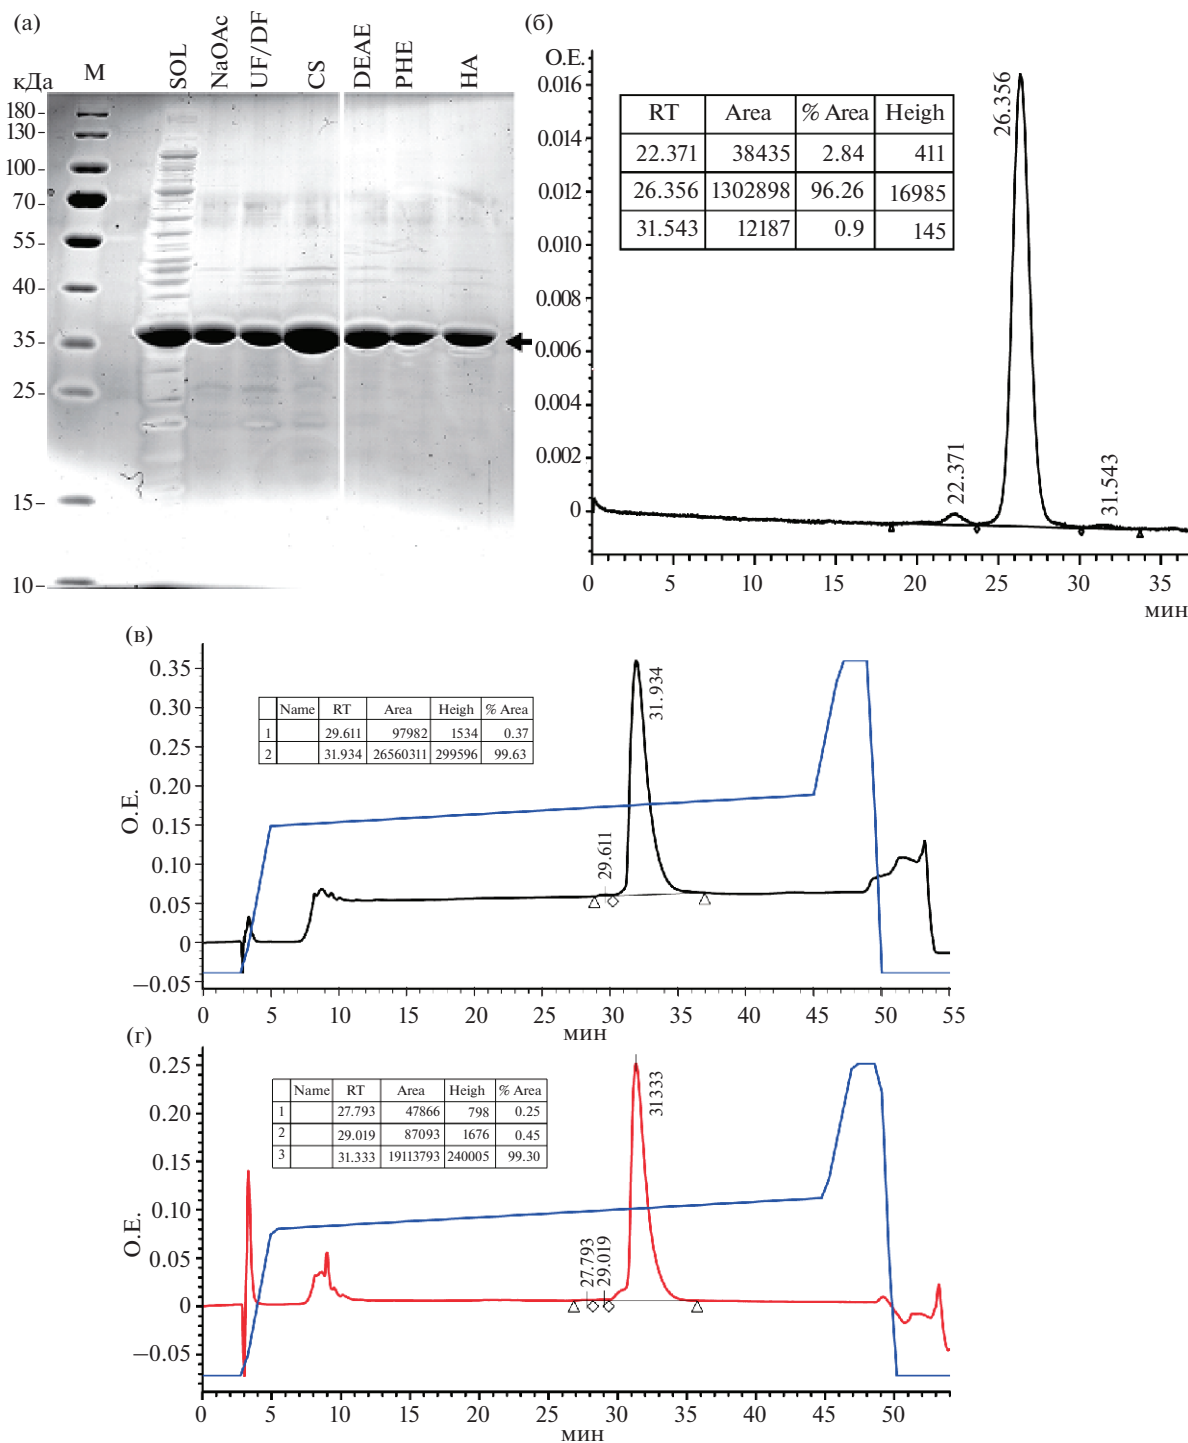 (а)
кДа M SOL NaOAc UF/DF CS DEAE PHE HA
180
130
100
70
55
40
35
25
15
10
(б)
О.Е.
0.016
0.014
0.012
0.010
0.008
0.006
0.004
0.002
0
RT Area % Area Heigh
22.371 38435 2.84 411
26.356 1302898 96.26 16985
31.543 12187 0.9 145
22.371
26.356
31.543
0 5 10 15 20 25 30 35
мин
(в)
О.Е.
0.35
0.30
0.25
0.20
0.15
0.10
0.05
0
−0.05
Name RT Area Heigh % Area
1 29.611 97982 1534 0.37
2 31.934 26560311 299596 99.63
29.611
31.934
0 5 10 15 20 25 30 35 40 45 50 55
мин
(г)
О.Е.
0.25
0.20
0.15
0.10
0.05
0
−0.05
Name RT Area Heigh % Area
1 27.793 47866 798 0.25
2 29.019 87093 1676 0.45
3 31.333 19113793 240005 99.30
27.793
29.019
31333
0 5 10 15 20 25 30 35 40 45 50
мин